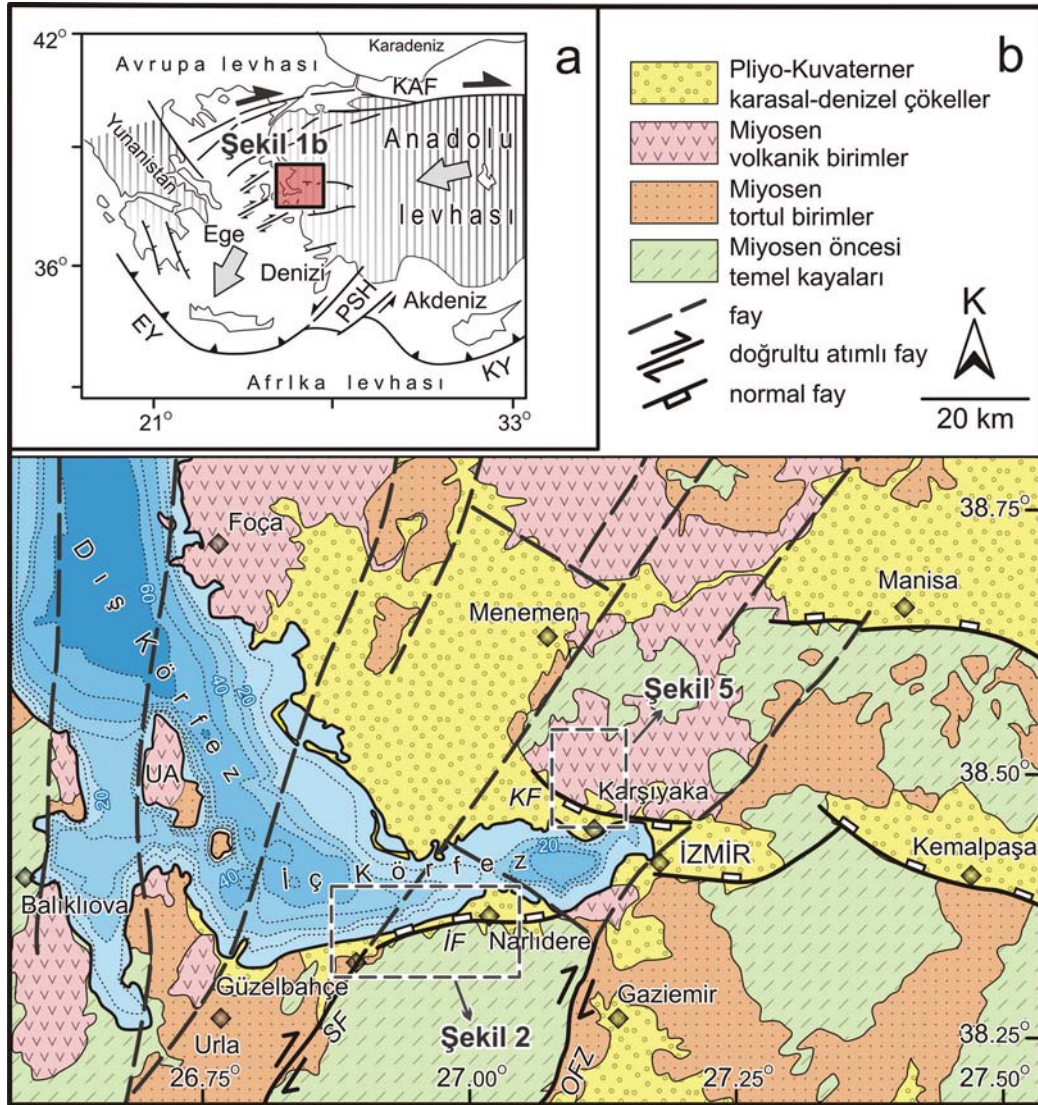 a
42°
36°
21°
33°
Karadeniz
Avrupa levhası
KAF
Yunanistan
Şekil 1b
Anadolu
levhası
Ege
Denizi
PSH
Akdeniz
EY
KY
AfrIka levhası
b
Pliyo-Kuvaterner
karasal-denizel çökeller
Miyosen
volkanik birimler
Miyosen
tortul birimler
Miyosen öncesi
temel kayaları
fay
doğrultu atımlı fay
normal fay
K
20 km
Foça
38.75°
Dış Körfez
60
Manisa
Menemen
20
40
Şekil 5
UA
38.50°
20
KF
Karşıyaka
20
İZMİR
Kemalpaşa
40
İç Körfez
Balıklıova
İF
Narlıdere
Güzelbahçe
Gaziemir
SF
Urla
Şekil 2
38.25°
OFZ
26.75°
27.00°
27.25°
27.50°